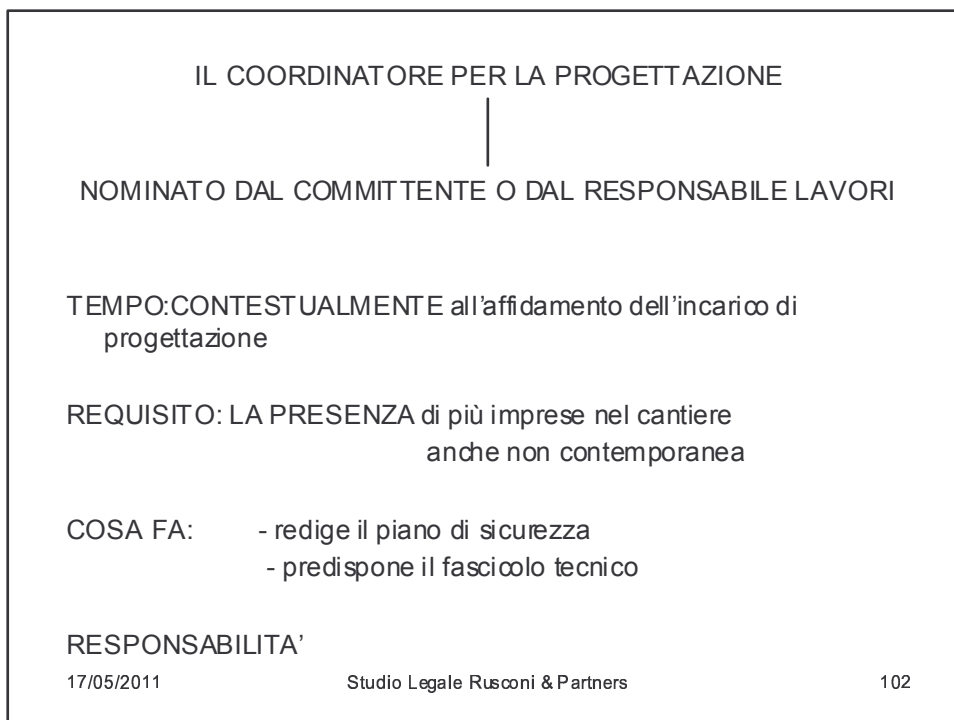 IL COORDINATORE PER LA PROGETTAZIONE
NOMINATO DAL COMMITTENTE O DAL RESPONSABILE LAVORI
TEMPO:CONTESTUALMENTE all’affidamento dell’incarico di
progettazione
REQUISITO: LA PRESENZA di più imprese nel cantiere
anche non contemporanea
COSA FA: - redige il piano di sicurezza
- predispone il fascicolo tecnico
RESPONSABILITA’
17/05/2011 Studio Legale Rusconi & Partners 102